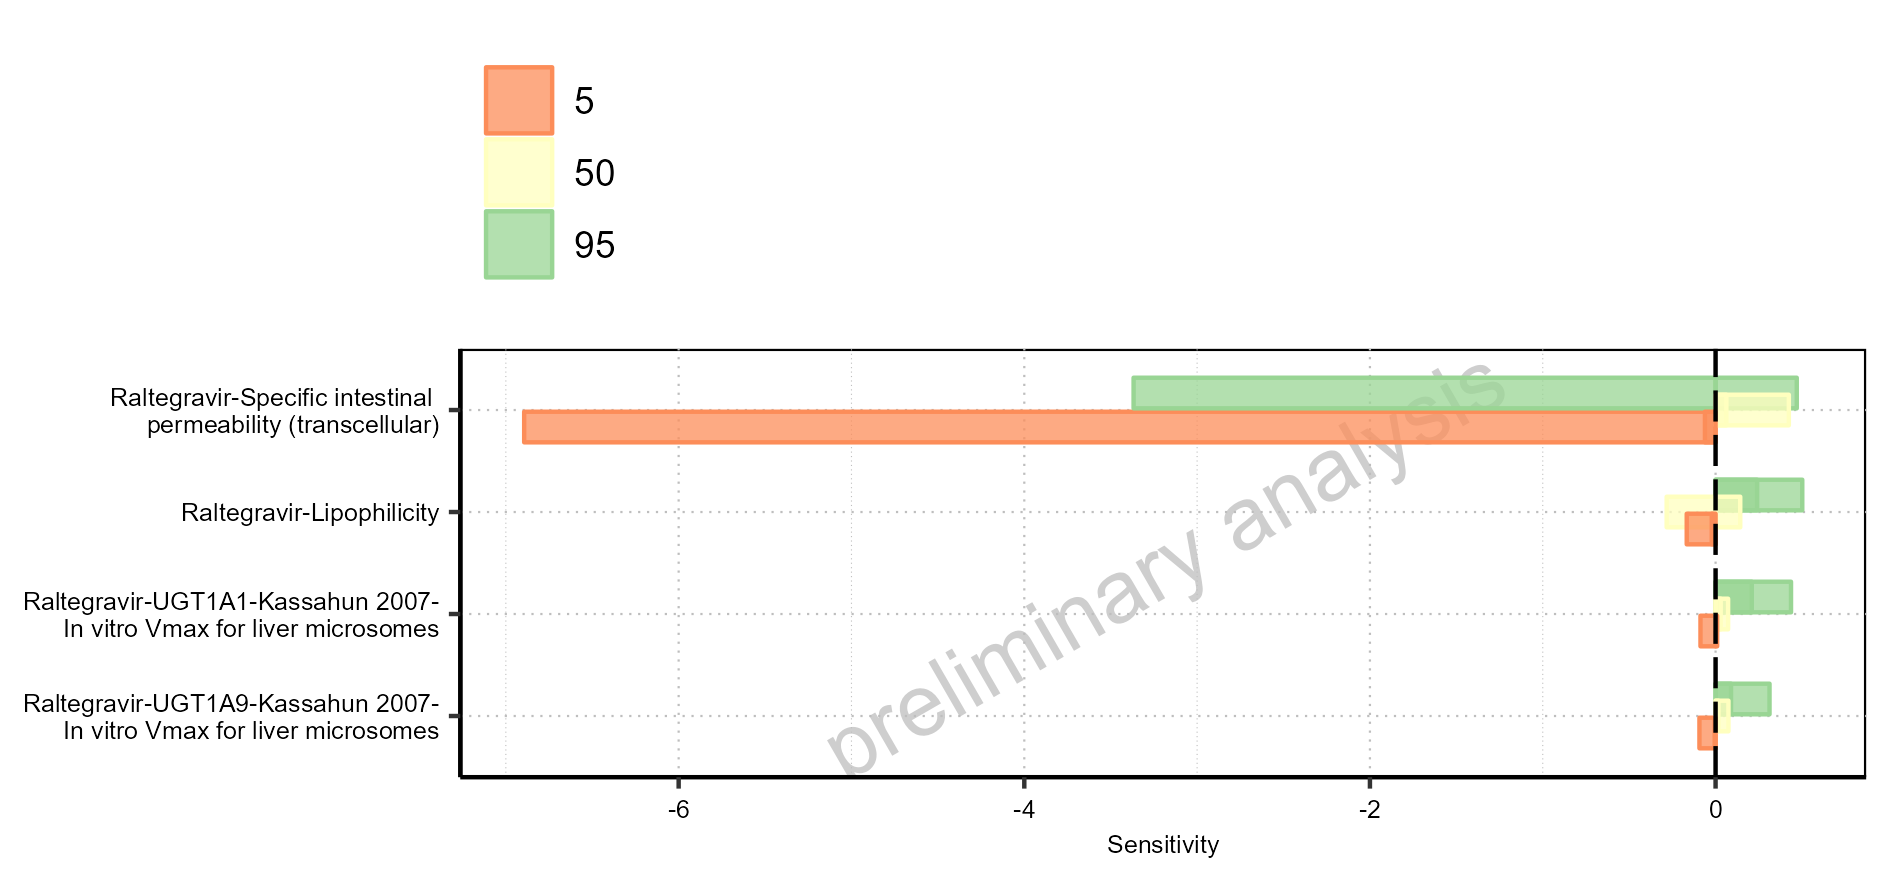 5
50
95
Raltegravir-Specific intestinal
permeability (transcellular)
Raltegravir-Lipophilicity
Raltegravir-UGT1A1-Kassahun 2007-
In vitro Vmax for liver microsomes
Raltegravir-UGT1A9-Kassahun 2007-
In vitro Vmax for liver microsomes
preliminary analysis
-6 -4 -2 0
Sensitivity